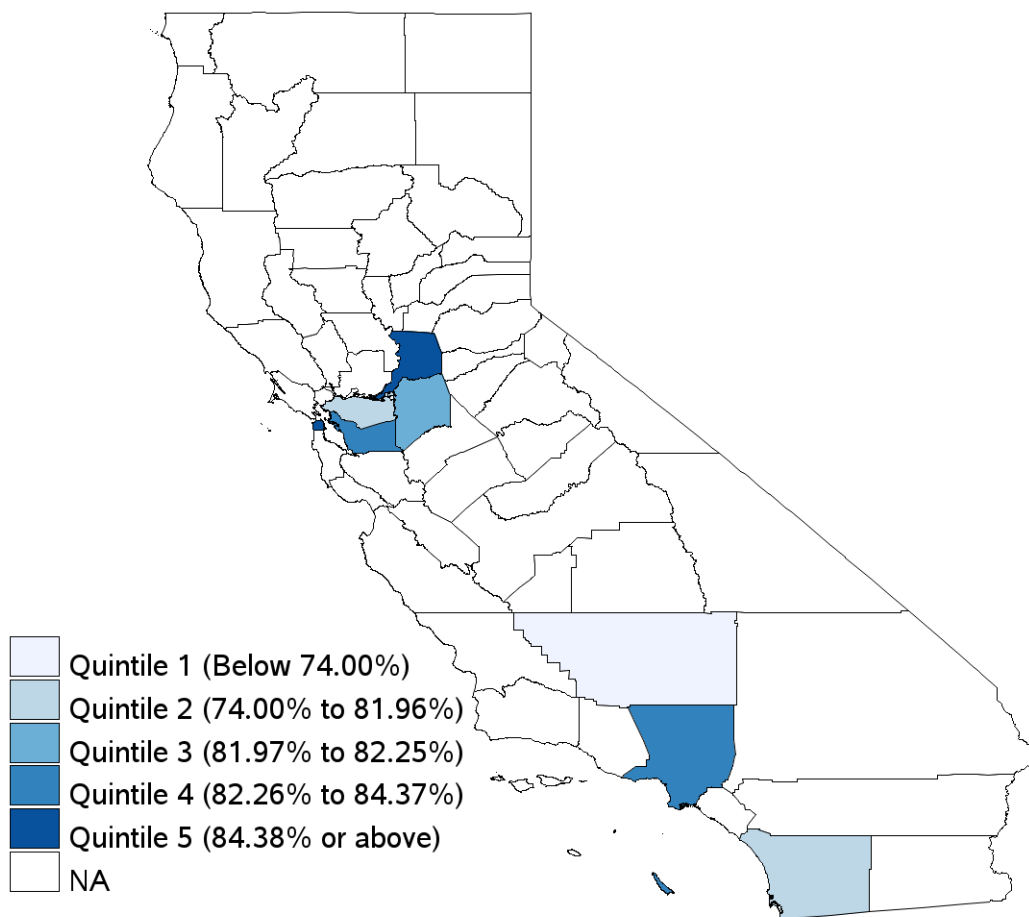 Quintile 1 (Below 74.00%)
Quintile 2 (74.00% to 81.96%)
Quintile 3 (81.97% to 82.25%)
Quintile 4 (82.26% to 84.37%)
Quintile 5 (84.38% or above)
NA